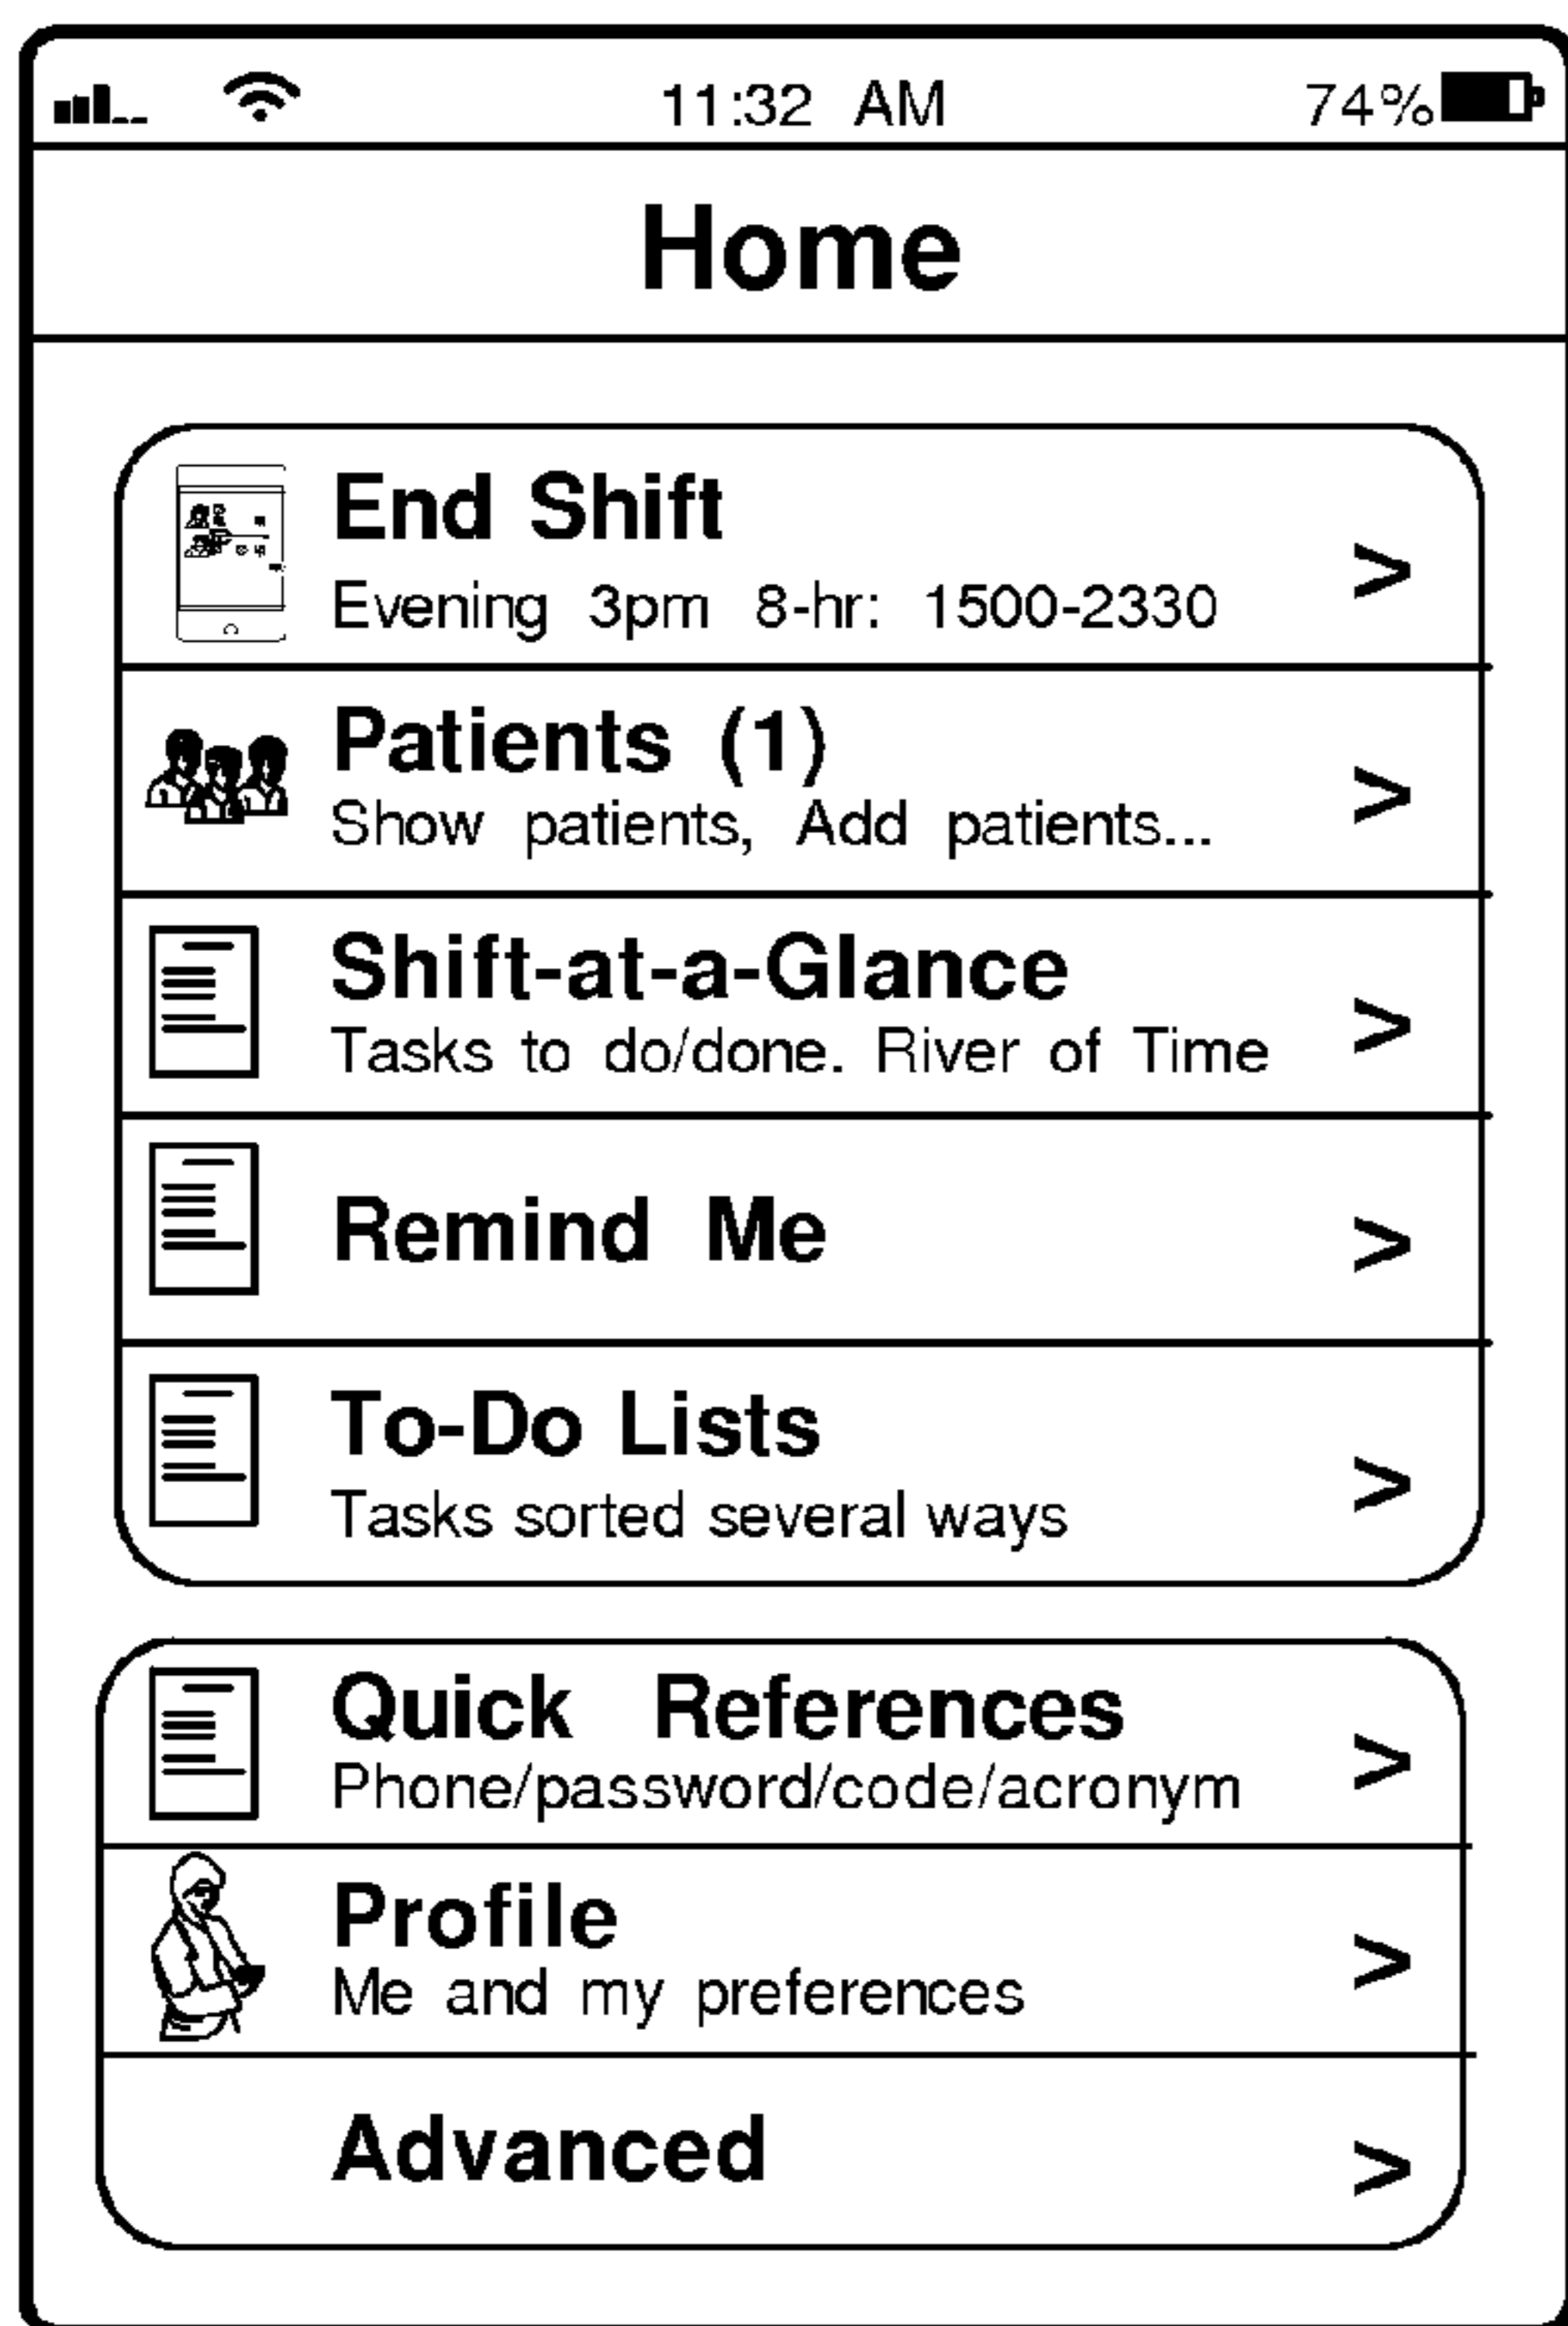 11:32 AM 74%
Home
End Shift
Evening 3pm 8-hr: 1500-2330
>
Patients (1)
Show patients, Add patients...
>
Shift-at-a-Glance
Tasks to do/done. River of Time
>
Remind Me
>
To-Do Lists
Tasks sorted several ways
>
Quick References
Phone/password/code/acronym
>
Profile
Me and my preferences
>
Advanced
>